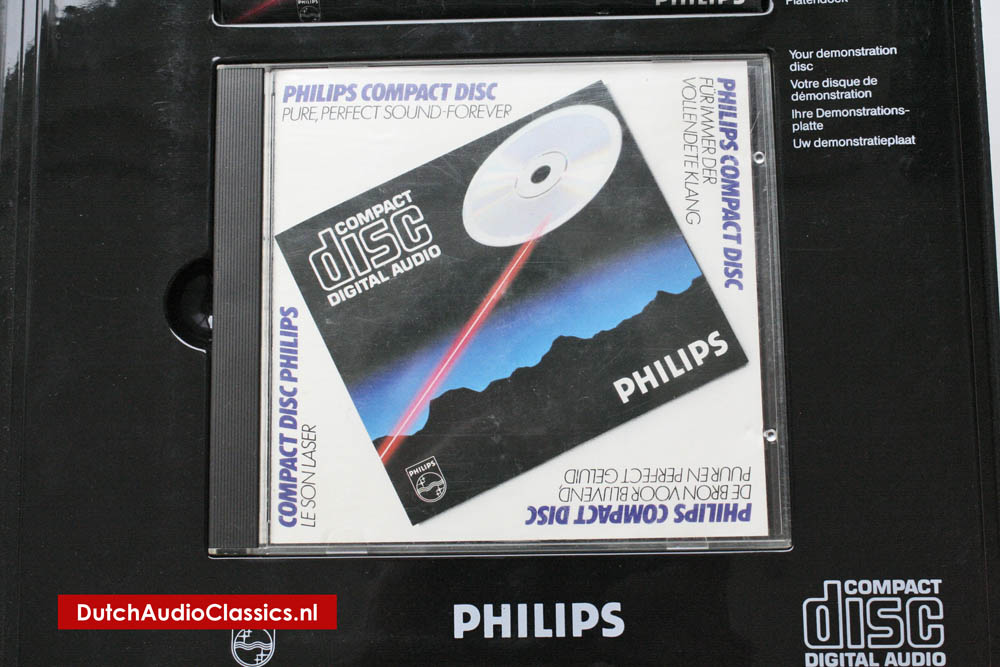 PHILIPS
PHILIPS
Platendoek
Your demonstration
disc
Votre disque de
démonstration
Ihre Demonstrations-
platte
Uw demonstratieplaat
PHILIPS COMPACT DISC
PURE, PERFECT SOUND-FOREVER
PHILIPS COMPACT DISC
FÜR IMMER DER
VOLLENDETE KLANG
COMPACT
disc
DIGITAL AUDIO
PHILIPS
PHILIPS
COMPACT DISC PHILIPS
LE SON LASER
PHILIPS COMPACT DISC
DE BRON VOOR BLIJVEND,
PUUR EN PERFECT GELUID
DutchAudioClassics.nl
PHILIPS
COMPACT
disc
DIGITAL AUDIO